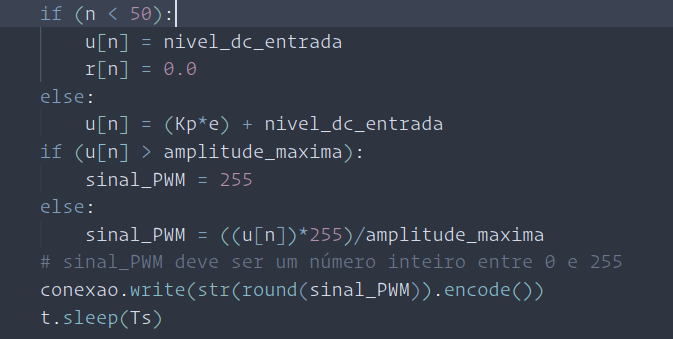 if (n < 50):
    u[n] = nivel_dc_entrada
    r[n] = 0.0
else:
    u[n] = (Kp*e) + nivel_dc_entrada
if (u[n] > amplitude_maxima):
    sinal_PWM = 255
else:
    sinal_PWM = ((u[n])*255)/amplitude_maxima
# sinal_PWM deve ser um número inteiro entre 0 e 255
conexao.write(str(round(sinal_PWM)).encode())
t.sleep(Ts)